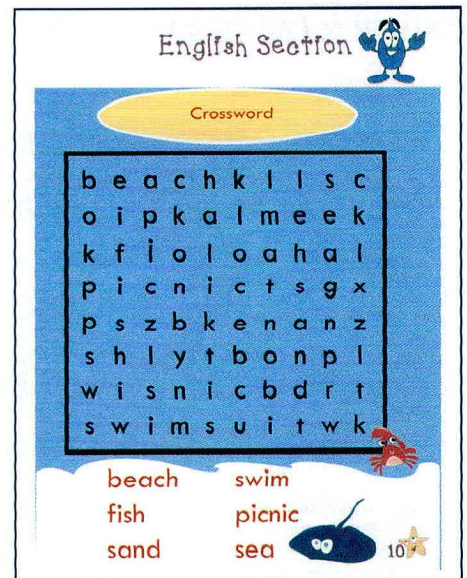 English Section
Crossword
b e a c h k l l s c
o i p k a l m e e k
k f i o l o a h a l
p i c n i c t s g x
p s z b k e n a n z
s h l y t b o n p l
w i s n i c b d r t
s w i m s u i t w k
beach swim
fish picnic
sand sea
10